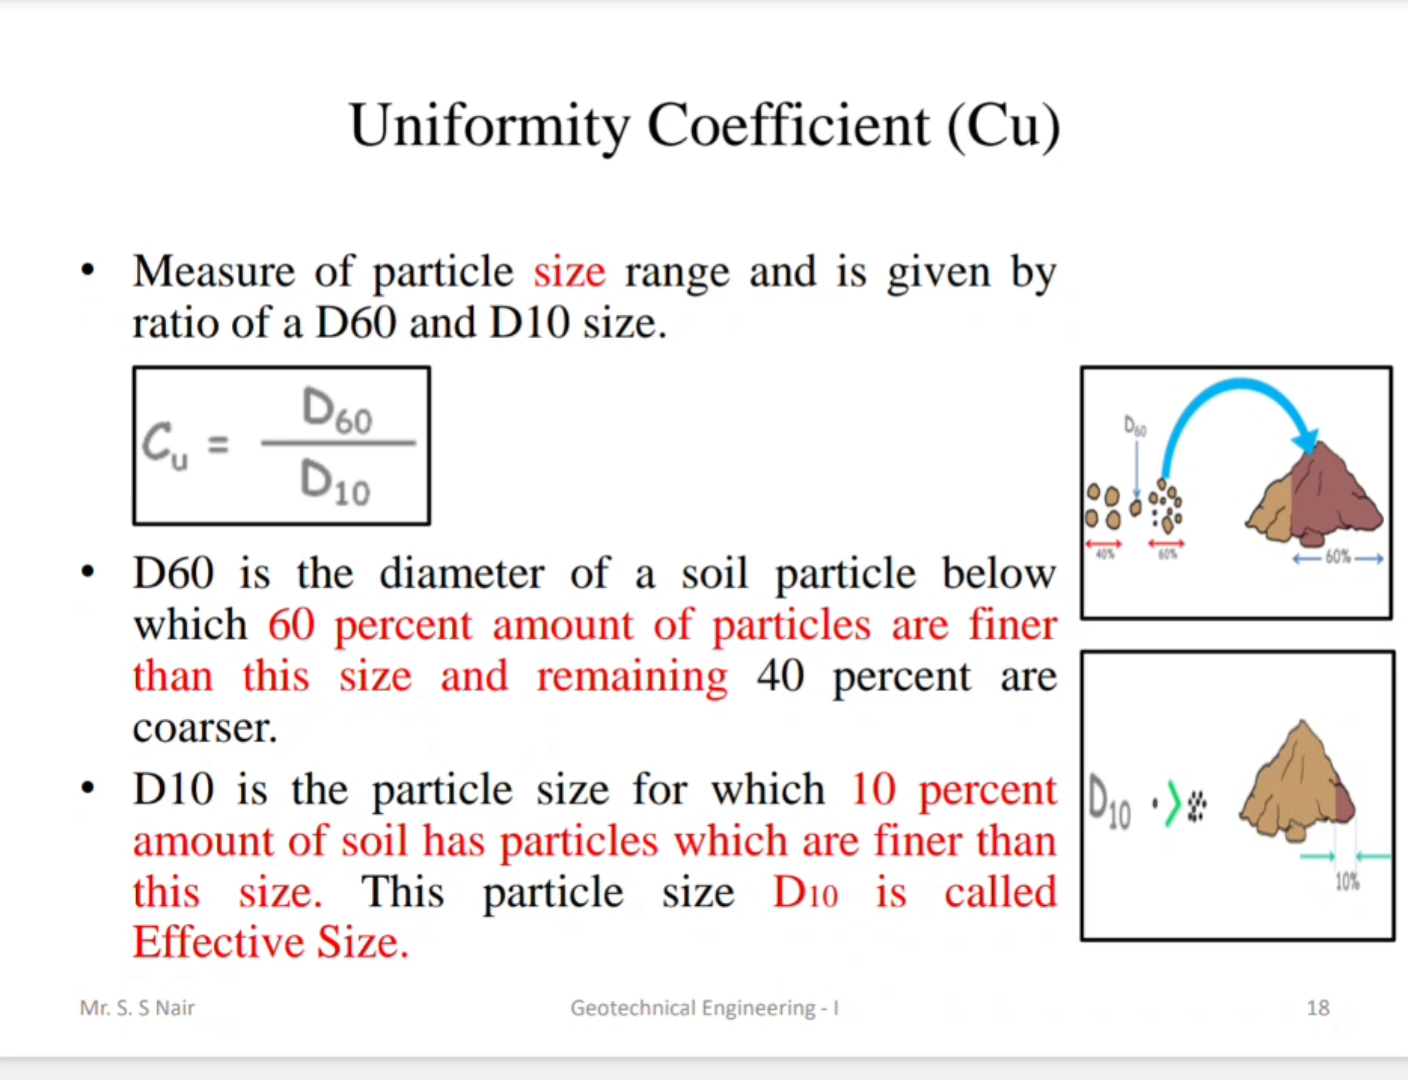 Uniformity Coefficient (Cu)
• Measure of particle size range and is given by
ratio of a D60 and D10 size.
Cu = D60 / D10
• D60 is the diameter of a soil particle below
which 60 percent amount of particles are finer
than this size and remaining 40 percent are
coarser.
• D10 is the particle size for which 10 percent
amount of soil has particles which are finer than
this size. This particle size D10 is called
Effective Size.
D60
40%
60%
60%
D10
10%
Mr. S. S Nair
Geotechnical Engineering - I
18